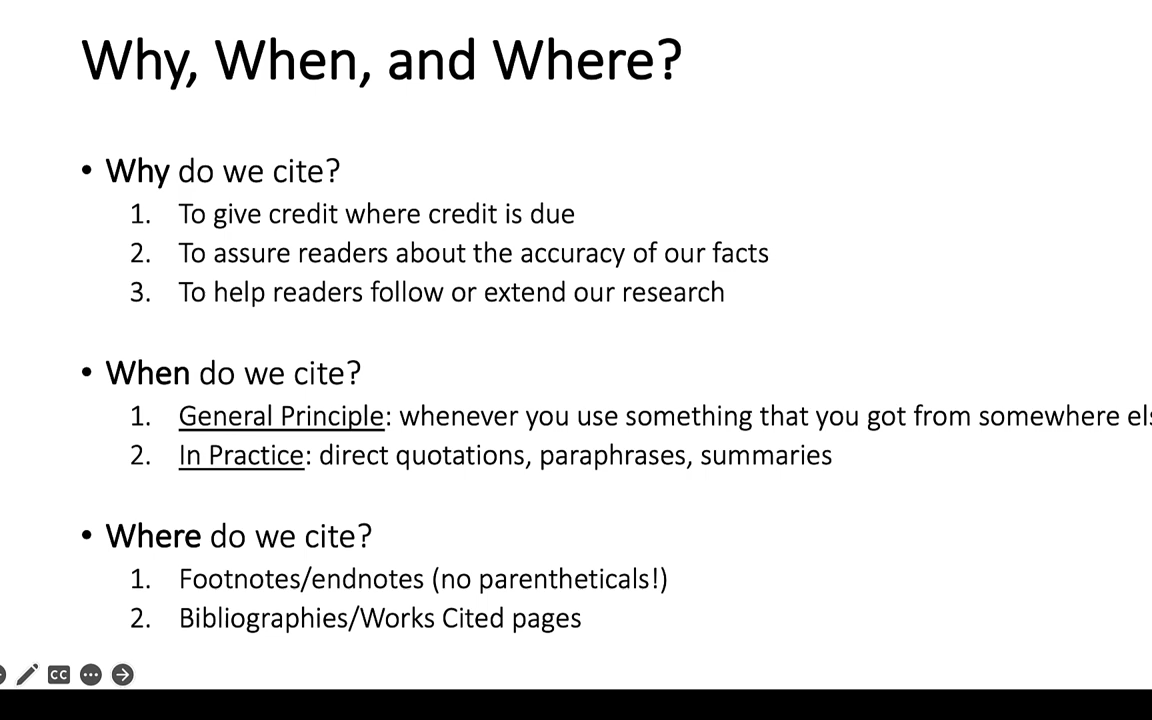 Why, When, and Where?
• Why do we cite?
1. To give credit where credit is due
2. To assure readers about the accuracy of our facts
3. To help readers follow or extend our research
• When do we cite?
1. General Principle: whenever you use something that you got from somewhere
2. In Practice: direct quotations, paraphrases, summaries
• Where do we cite?
1. Footnotes/endnotes (no parentheticals!)
2. Bibliographies/Works Cited pages
CC